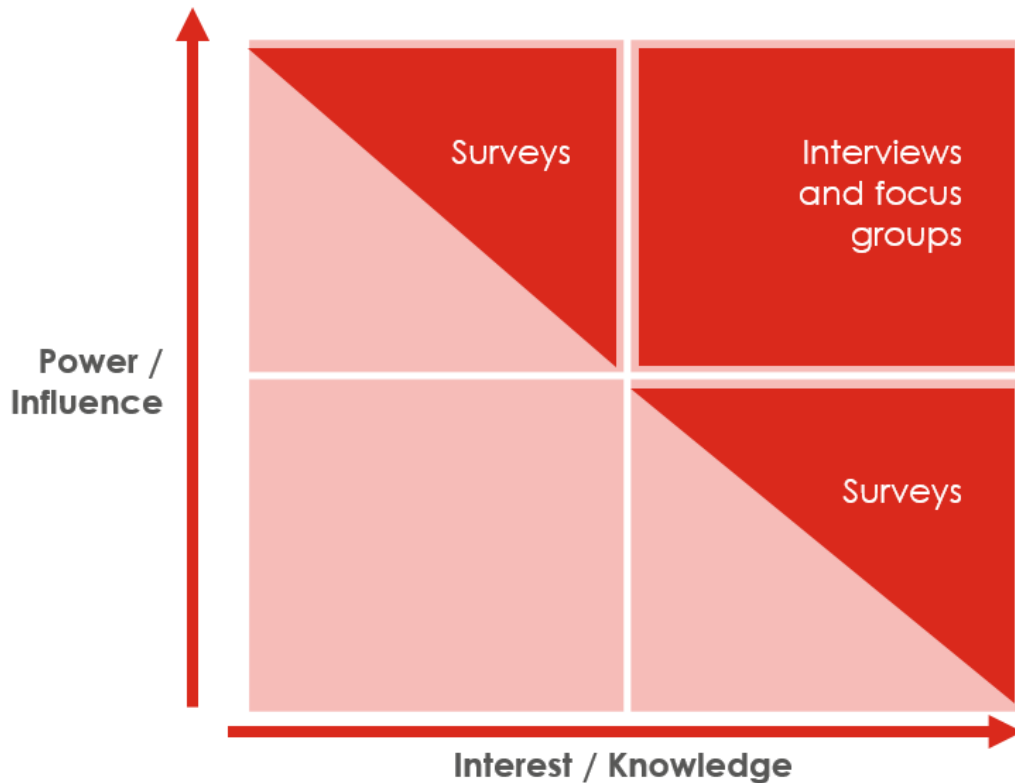 Surveys
Interviews
and focus
groups
Power /
Influence
Surveys
Interest / Knowledge